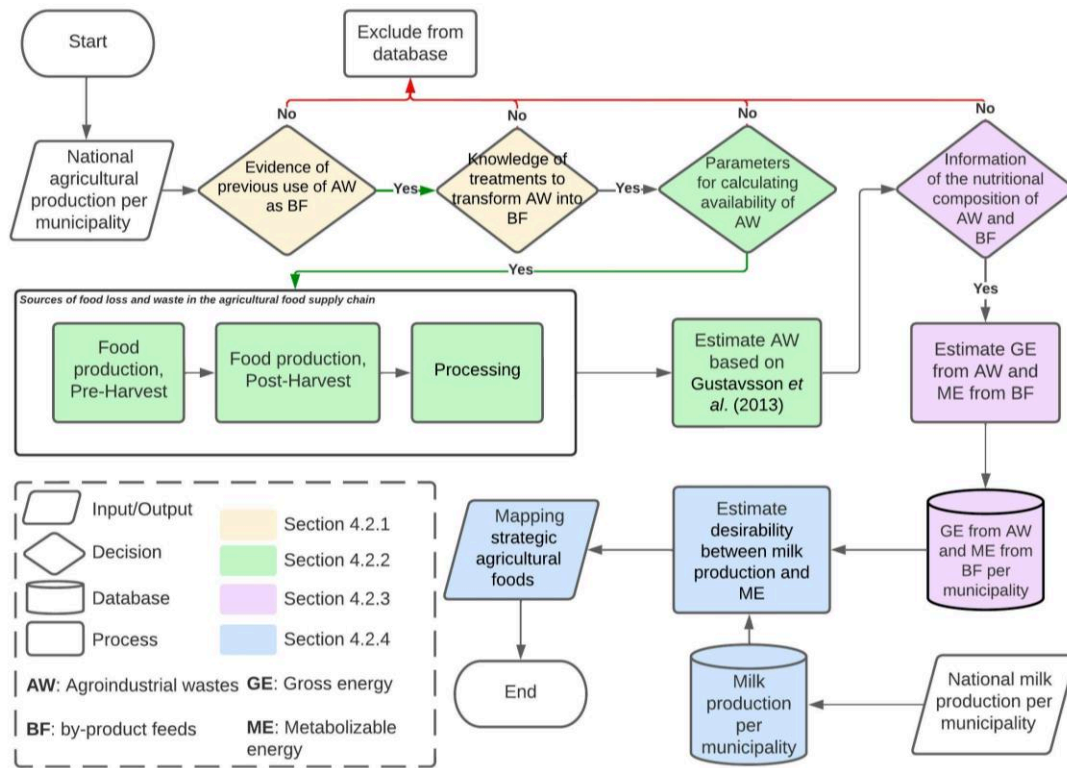 Start
Exclude from
database
No
No
No
No
National
agricultural
production per
municipality
Evidence of
previous use of AW
as BF
Yes
Knowledge of
treatments to
transform AW into
BF
Yes
Parameters
for calculating
availability of
AW
Information
of the nutritional
composition of
AW and
BF
Yes
Yes
Sources of food loss and waste in the agricultural food supply chain
Food
production,
Pre-Harvest
Food production,
Post-Harvest
Processing
Estimate AW
based on
Gustavsson et
al. (2013)
Estimate GE
from AW and
ME from BF
Input/Output
Decision
Database
Process
Section 4.2.1
Section 4.2.2
Section 4.2.3
Section 4.2.4
AW: Agroindustrial wastes
GE: Gross energy
BF: by-product feeds
ME: Metabolizable
energy
Mapping
strategic
agricultural
foods
Estimate
desirability
between milk
production and
ME
GE from AW
and ME from
BF per
municipality
End
Milk
production
per
municipality
National milk
production per
municipality